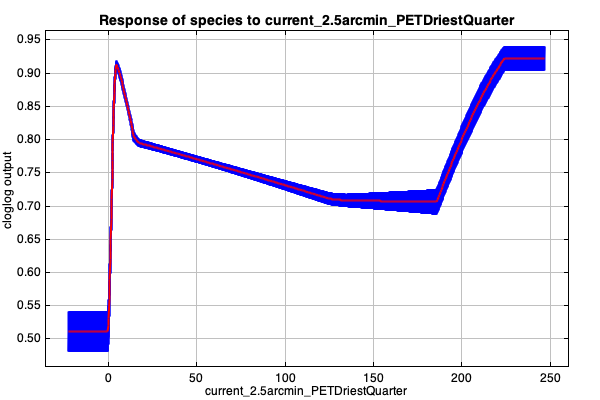 Response of species to current_2.5arcmin_PETDriestQuarter
0.95
0.90
0.85
0.80
0.75
0.70
0.65
0.60
0.55
0.50
cloglog output
0 50 100 150 200 250
current_2.5arcmin_PETDriestQuarter